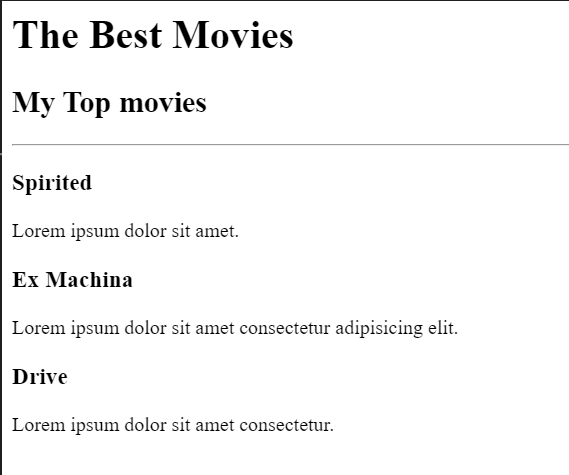 The Best Movies
My Top movies
Spirited
Lorem ipsum dolor sit amet.
Ex Machina
Lorem ipsum dolor sit amet consectetur adipisicing elit.
Drive
Lorem ipsum dolor sit amet consectetur.